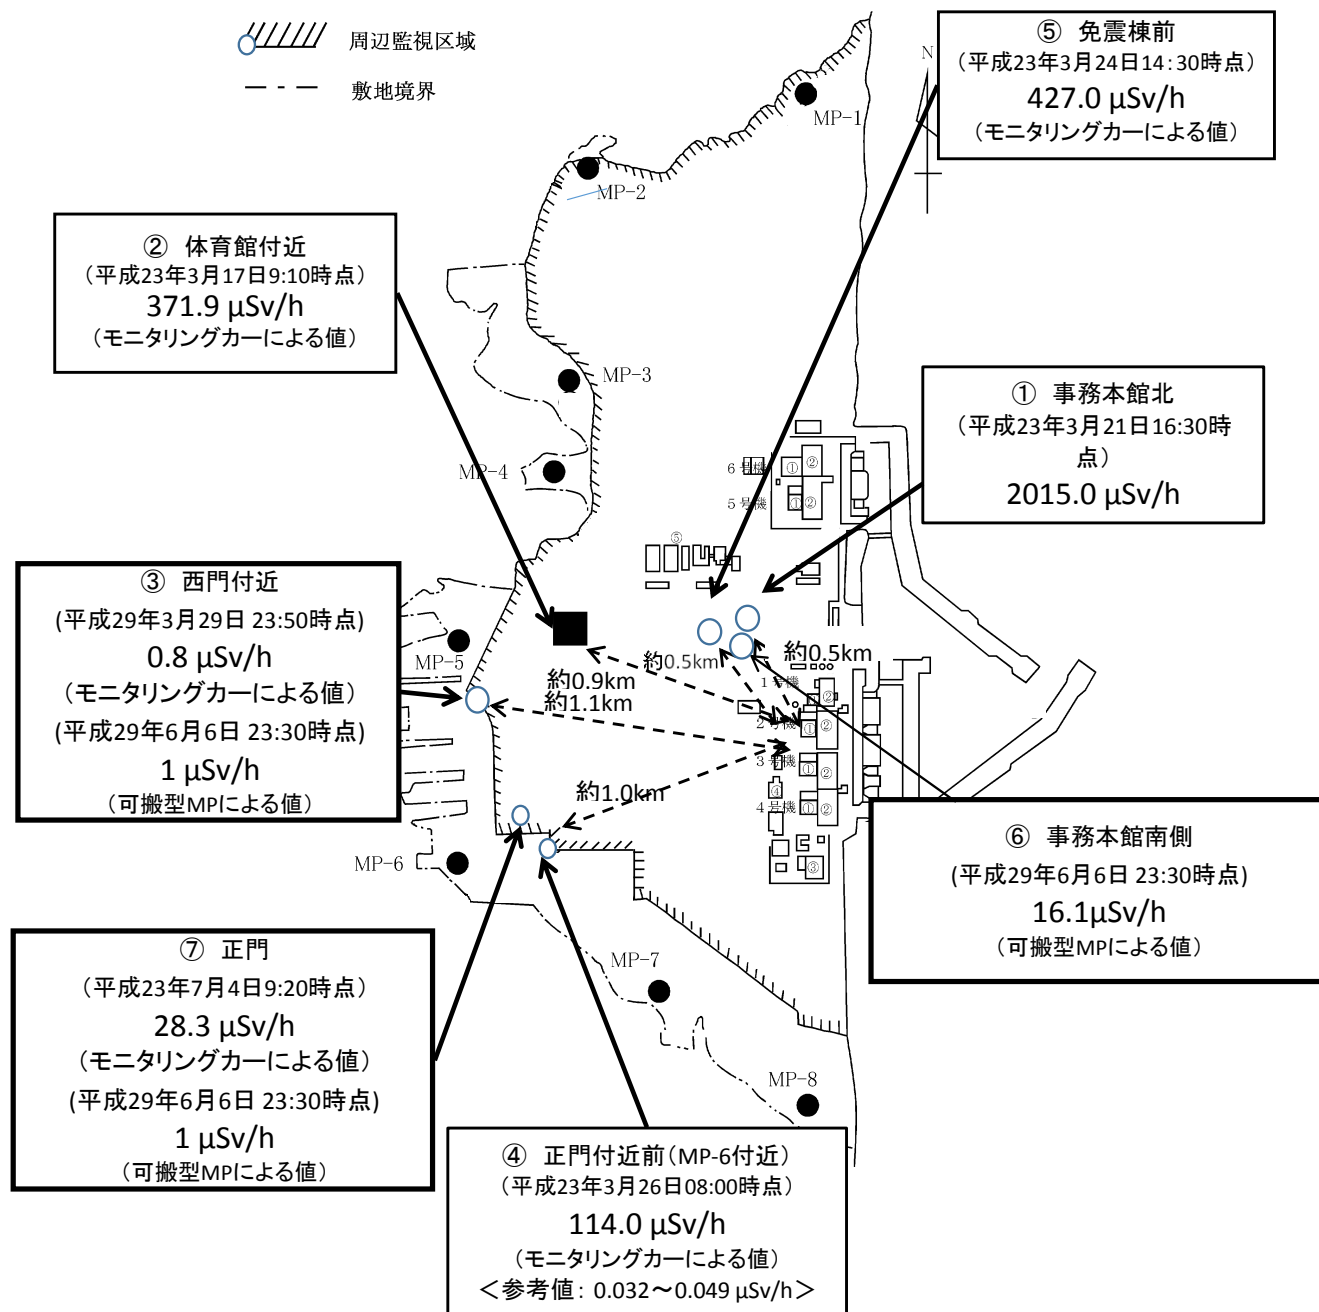 周辺監視区域
敷地境界
⑤ 免震棟前
(平成23年3月24日14:30時点)
427.0 μSv/h
(モニタリングカーによる値)
N
MP-1
MP-2
② 体育館付近
(平成23年3月17日9:10時点)
371.9 μSv/h
(モニタリングカーによる値)
MP-3
MP-4
① 事務本館北
(平成23年3月21日16:30時
点)
2015.0 μSv/h
6号機
①
②
5号機
①
②
⑤
③ 西門付近
(平成29年3月29日 23:50時点)
0.8 μSv/h
(モニタリングカーによる値)
(平成29年6月6日 23:30時点)
1 μSv/h
(可搬型MPによる値)
MP-5
約0.5km
約0.5km
約0.9km
約1.1km
1号機
②
2号機
①
②
3号機
①
②
④
4号機
①
②
③
約1.0km
MP-6
⑥ 事務本館南側
(平成29年6月6日 23:30時点)
16.1μSv/h
(可搬型MPによる値)
⑦ 正門
(平成23年7月4日9:20時点)
28.3 μSv/h
(モニタリングカーによる値)
(平成29年6月6日 23:30時点)
1 μSv/h
(可搬型MPによる値)
MP-7
MP-8
④ 正門付近前(MP-6付近)
(平成23年3月26日08:00時点)
114.0 μSv/h
(モニタリングカーによる値)
<参考値: 0.032~0.049 μSv/h>